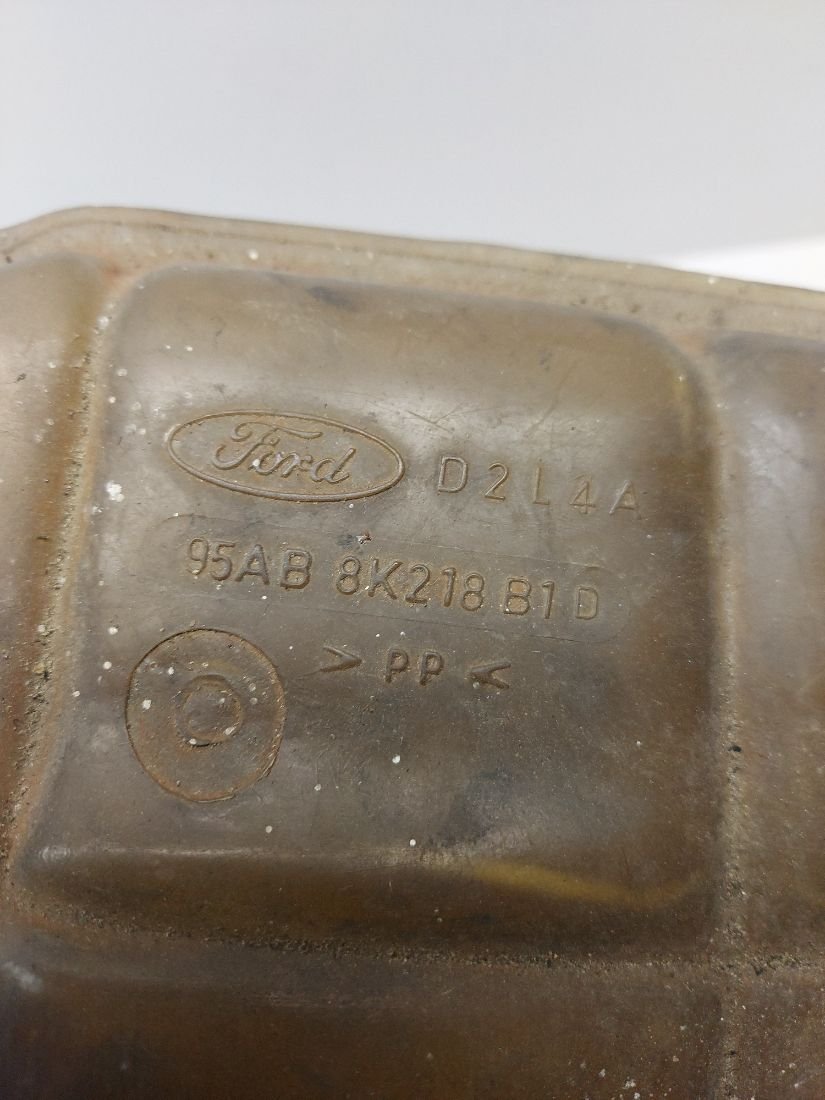 Ford D2L4A
95AB 8K218 B1D
> PP <